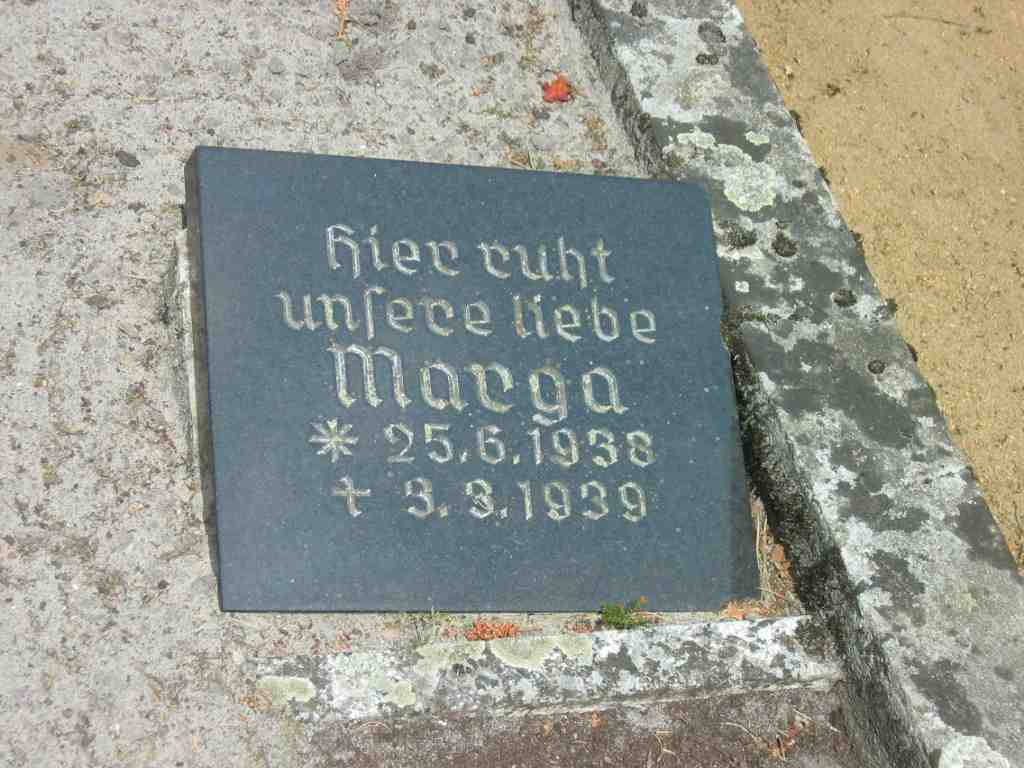 Hier ruht
unsere liebe
Marga
* 25.6.1938
† 3.3.1939